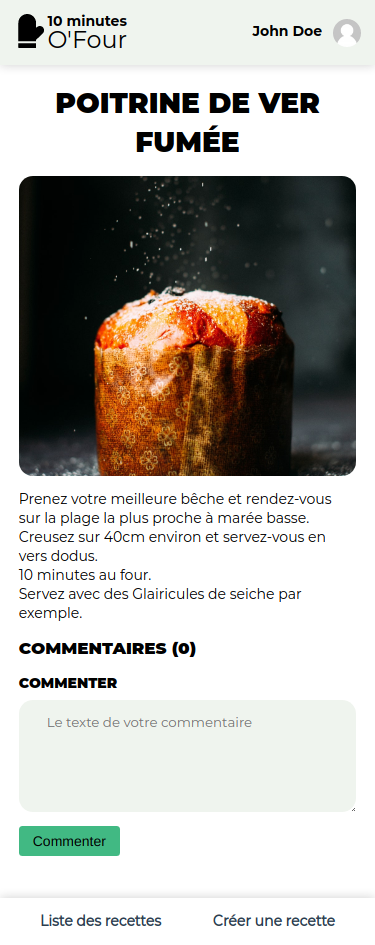 10 minutes
O'Four
John Doe
POITRINE DE VER
FUMÉE
Prenez votre meilleure bêche et rendez-vous
sur la plage la plus proche à marée basse.
Creusez sur 40cm environ et servez-vous en
vers dodus.
10 minutes au four.
Servez avec des Glairicules de seiche par
exemple.
COMMENTAIRES (0)
COMMENTER
Le texte de votre commentaire
Commenter
Liste des recettes
Créer une recette